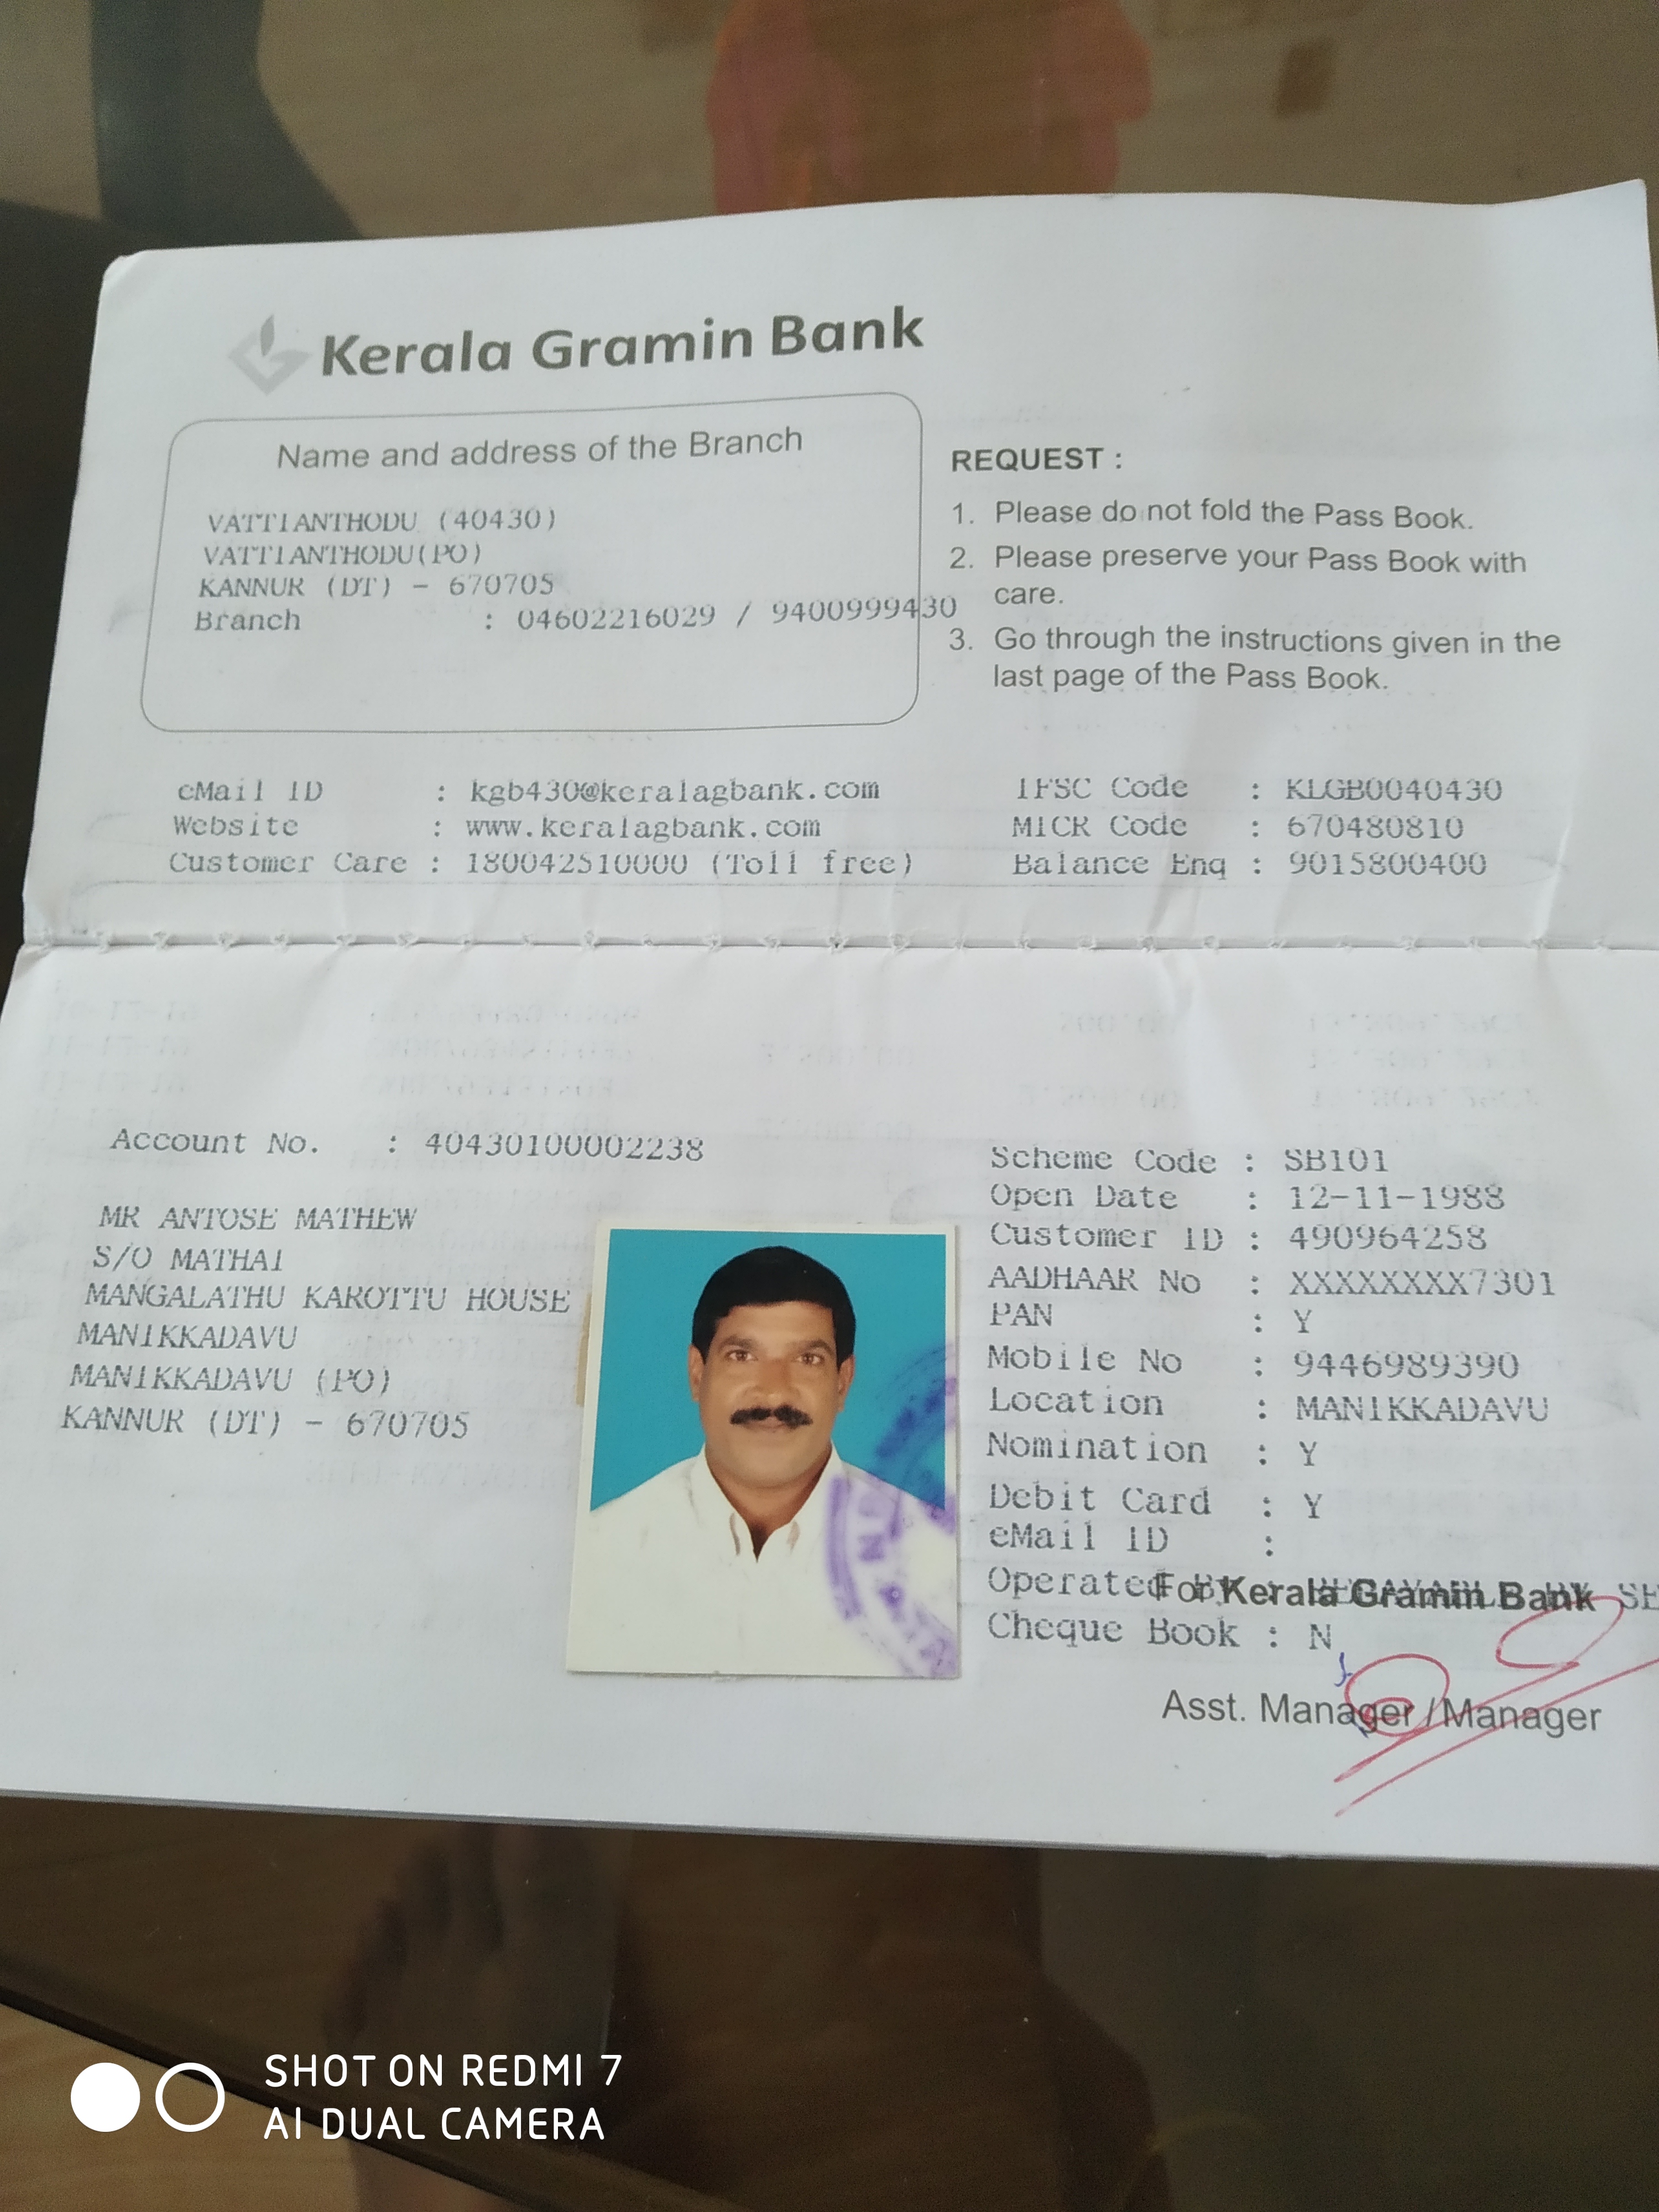 Kerala Gramin Bank
Name and address of the Branch
VATTIANTHODU (40430)
VATTIANTHODU(PO)
KANNUR (DT) - 670705
Branch : 04602216029 / 9400999430
REQUEST :
1. Please do not fold the Pass Book.
2. Please preserve your Pass Book with
care.
3. Go through the instructions given in the
last page of the Pass Book.
eMail ID : kgb430@keralagbank.com
Website : www.keralagbank.com
Customer Care : 180042510000 (Toll free)
IFSC Code : KLGB0040430
MICR Code : 670480810
Balance Enq : 9015800400
Account No. : 40430100002238
MR ANTOSE MATHEW
S/O MATHAI
MANGALATHU KAROTTU HOUSE
MANIKKADAVU
MANIKKADAVU (PO)
KANNUR (DT) - 670705
Scheme Code : SB101
Open Date : 12-11-1988
Customer ID : 490964258
AADHAAR No : XXXXXXXX7301
PAN : Y
Mobile No : 9446989390
Location : MANIKKADAVU
Nomination : Y
Debit Card : Y
eMail ID :
Operated
For Kerala Gramin Bank
Cheque Book : N
Asst. Manager / Manager
SHOT ON REDMI 7
AI DUAL CAMERA